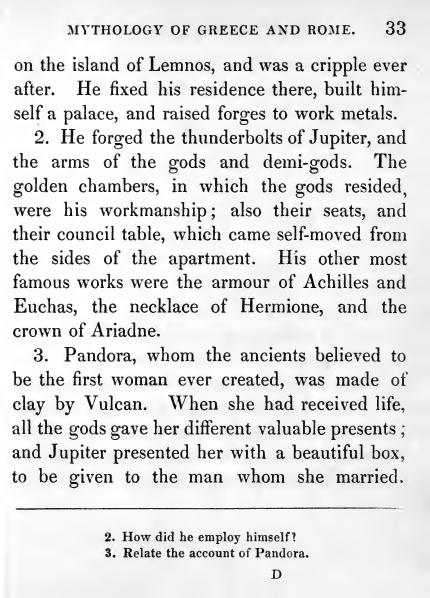 MYTHOLOGY OF GREECE AND ROME. 33
on the island of Lemnos, and was a cripple ever
after. He fixed his residence there, built him-
self a palace, and raised forges to work metals.
2. He forged the thunderbolts of Jupiter, and
the arms of the gods and demi-gods. The
golden chambers, in which the gods resided,
were his workmanship; also their seats, and
their council table, which came self-moved from
the sides of the apartment. His other most
famous works were the armour of Achilles and
Euchas, the necklace of Hermione, and the
crown of Ariadne.
3. Pandora, whom the ancients believed to
be the first woman ever created, was made of
clay by Vulcan. When she had received life,
all the gods gave her different valuable presents;
and Jupiter presented her with a beautiful box,
to be given to the man whom she married.
2. How did he employ himself?
3. Relate the account of Pandora.
D